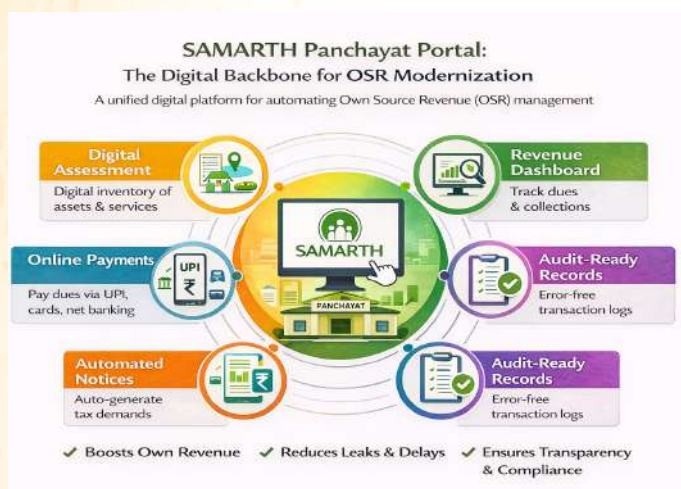 SAMARTH Panchayat Portal:
The Digital Backbone for OSR Modernization
A unified digital platform for automating Own Source Revenue (OSR) management
Digital
Assessment
Digital inventory of
assets & services
Revenue
Dashboard
Track dues
& collections
SAMARTH
PANCHAYAT
Online Payments
Pay dues via UPI,
cards, net banking
UPI
₹
Audit-Ready
Records
Error-free
transaction logs
Automated
Notices
Auto-generate
tax demands
₹
Audit-Ready
Records
Error-free
transaction logs
✓ Boosts Own Revenue ✓ Reduces Leaks & Delays ✓ Ensures Transparency
& Compliance